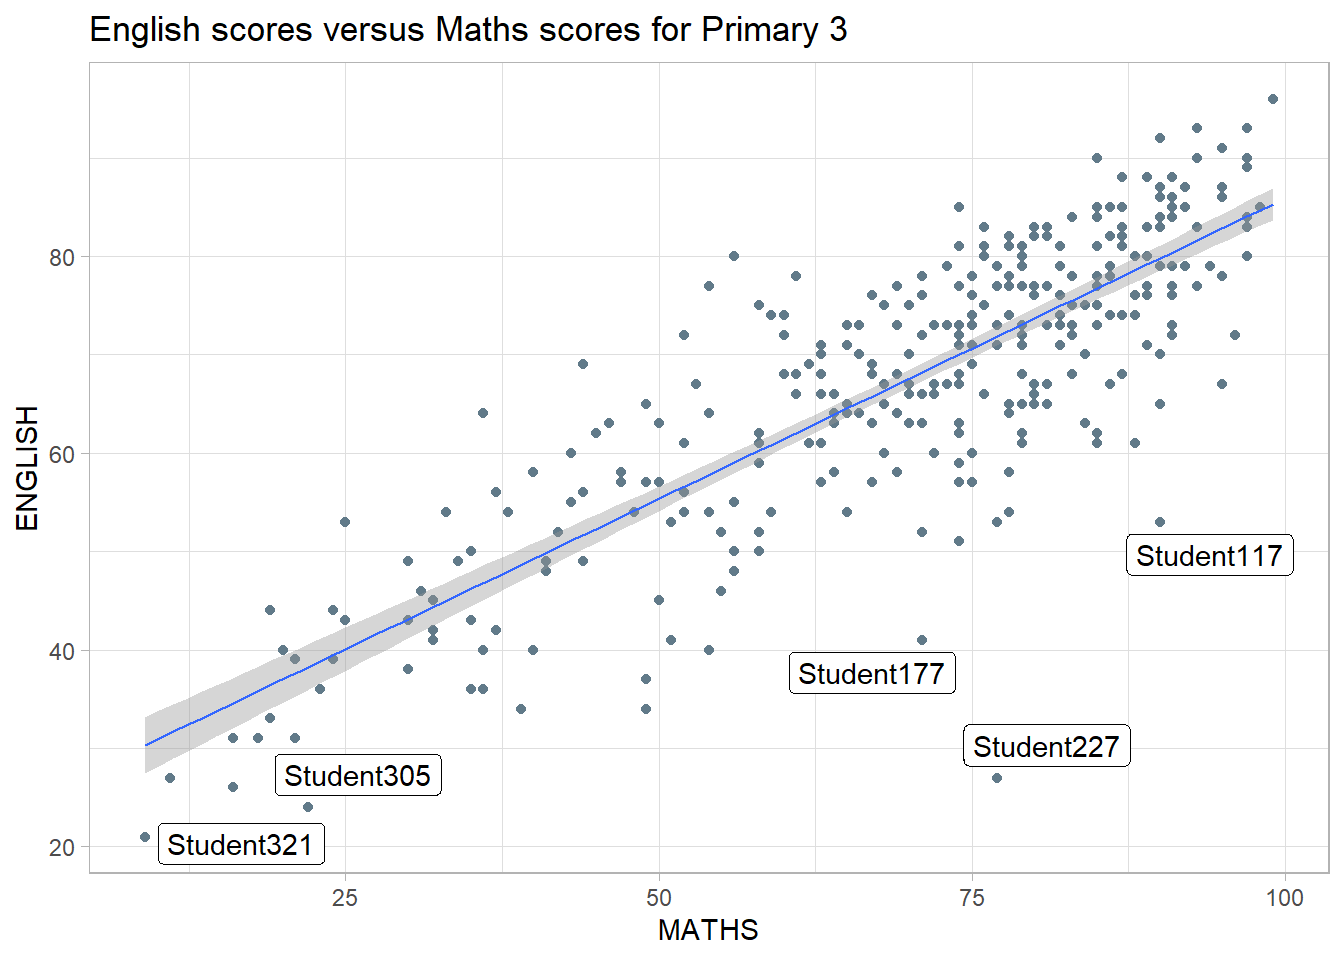 English scores versus Maths scores for Primary 3
ENGLISH
80
60
40
20
Student117
Student177
Student227
Student305
Student321
25
50
75
100
MATHS